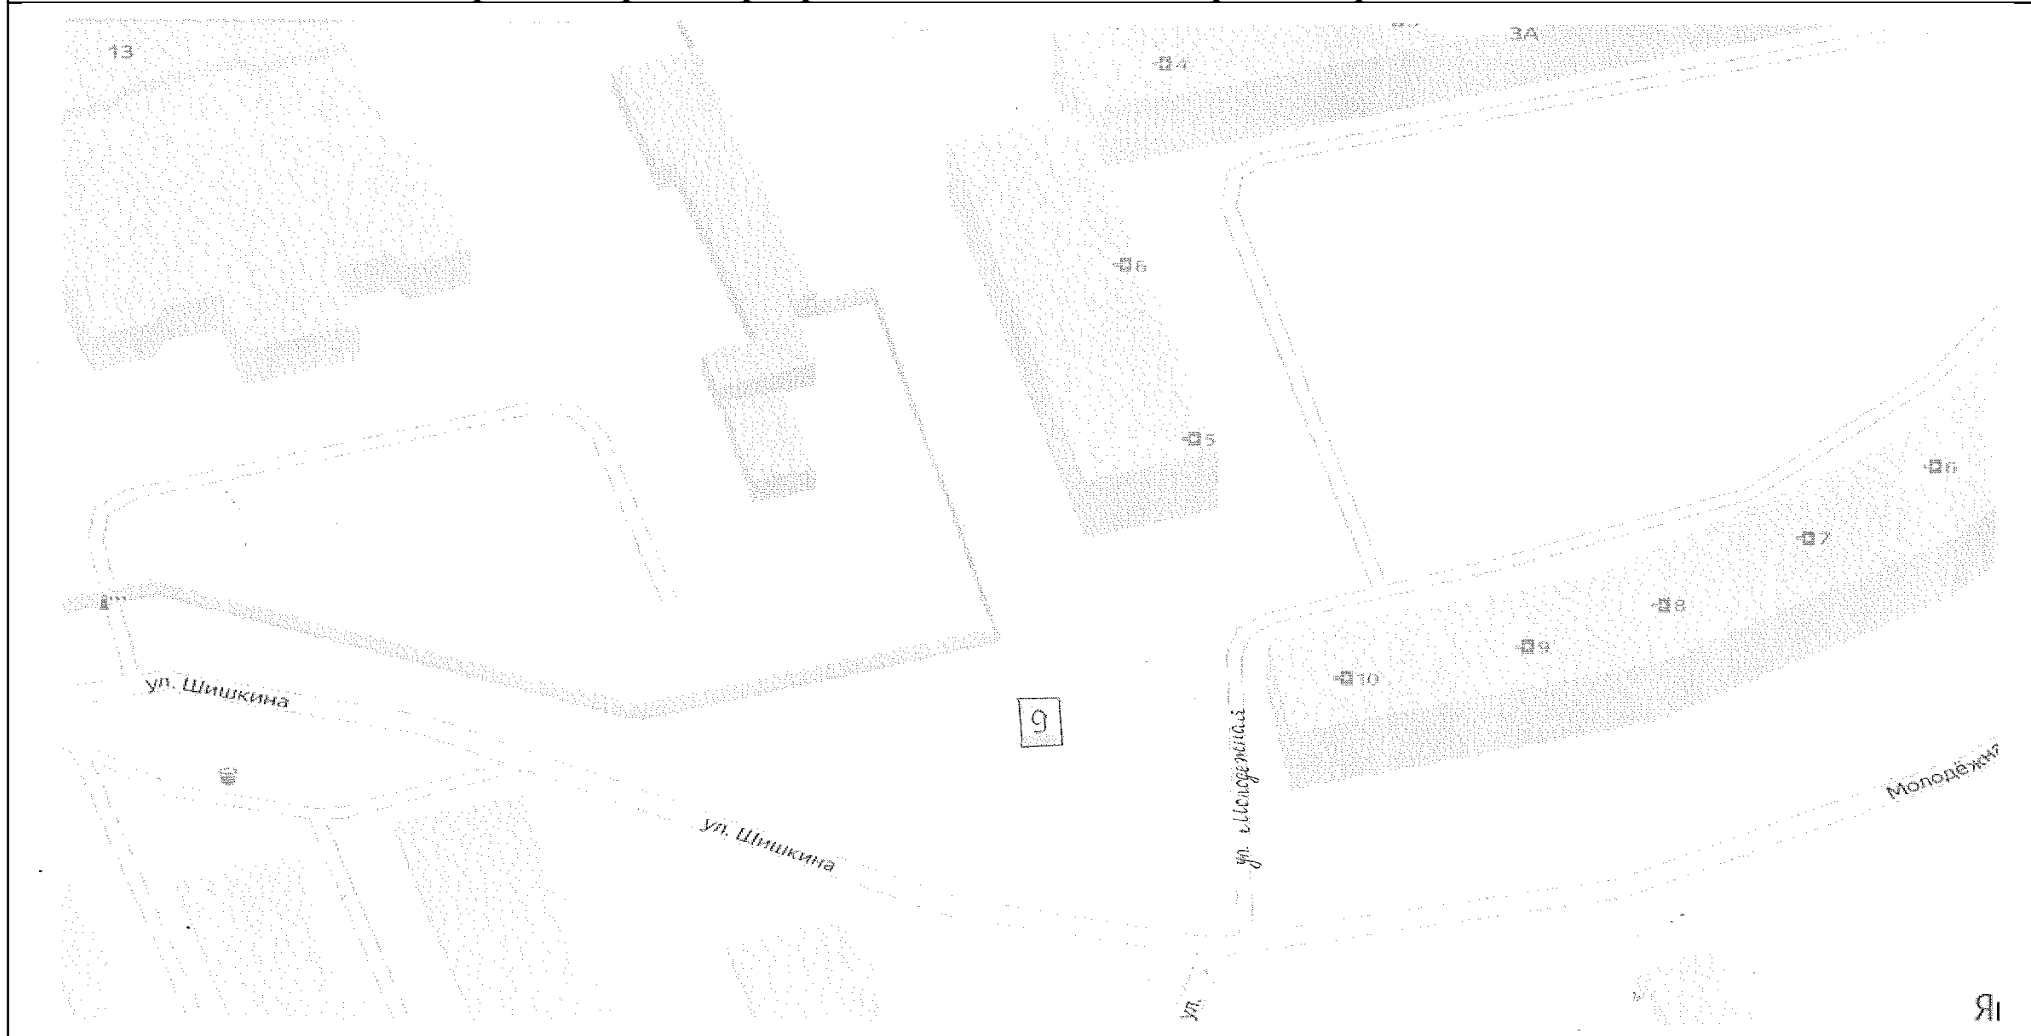 13
3А
4
6
5
6
7
8
9
10
ул. Шишкина
9
ул. Молодежная
Молодёжна
ул. Шишкина
ул.